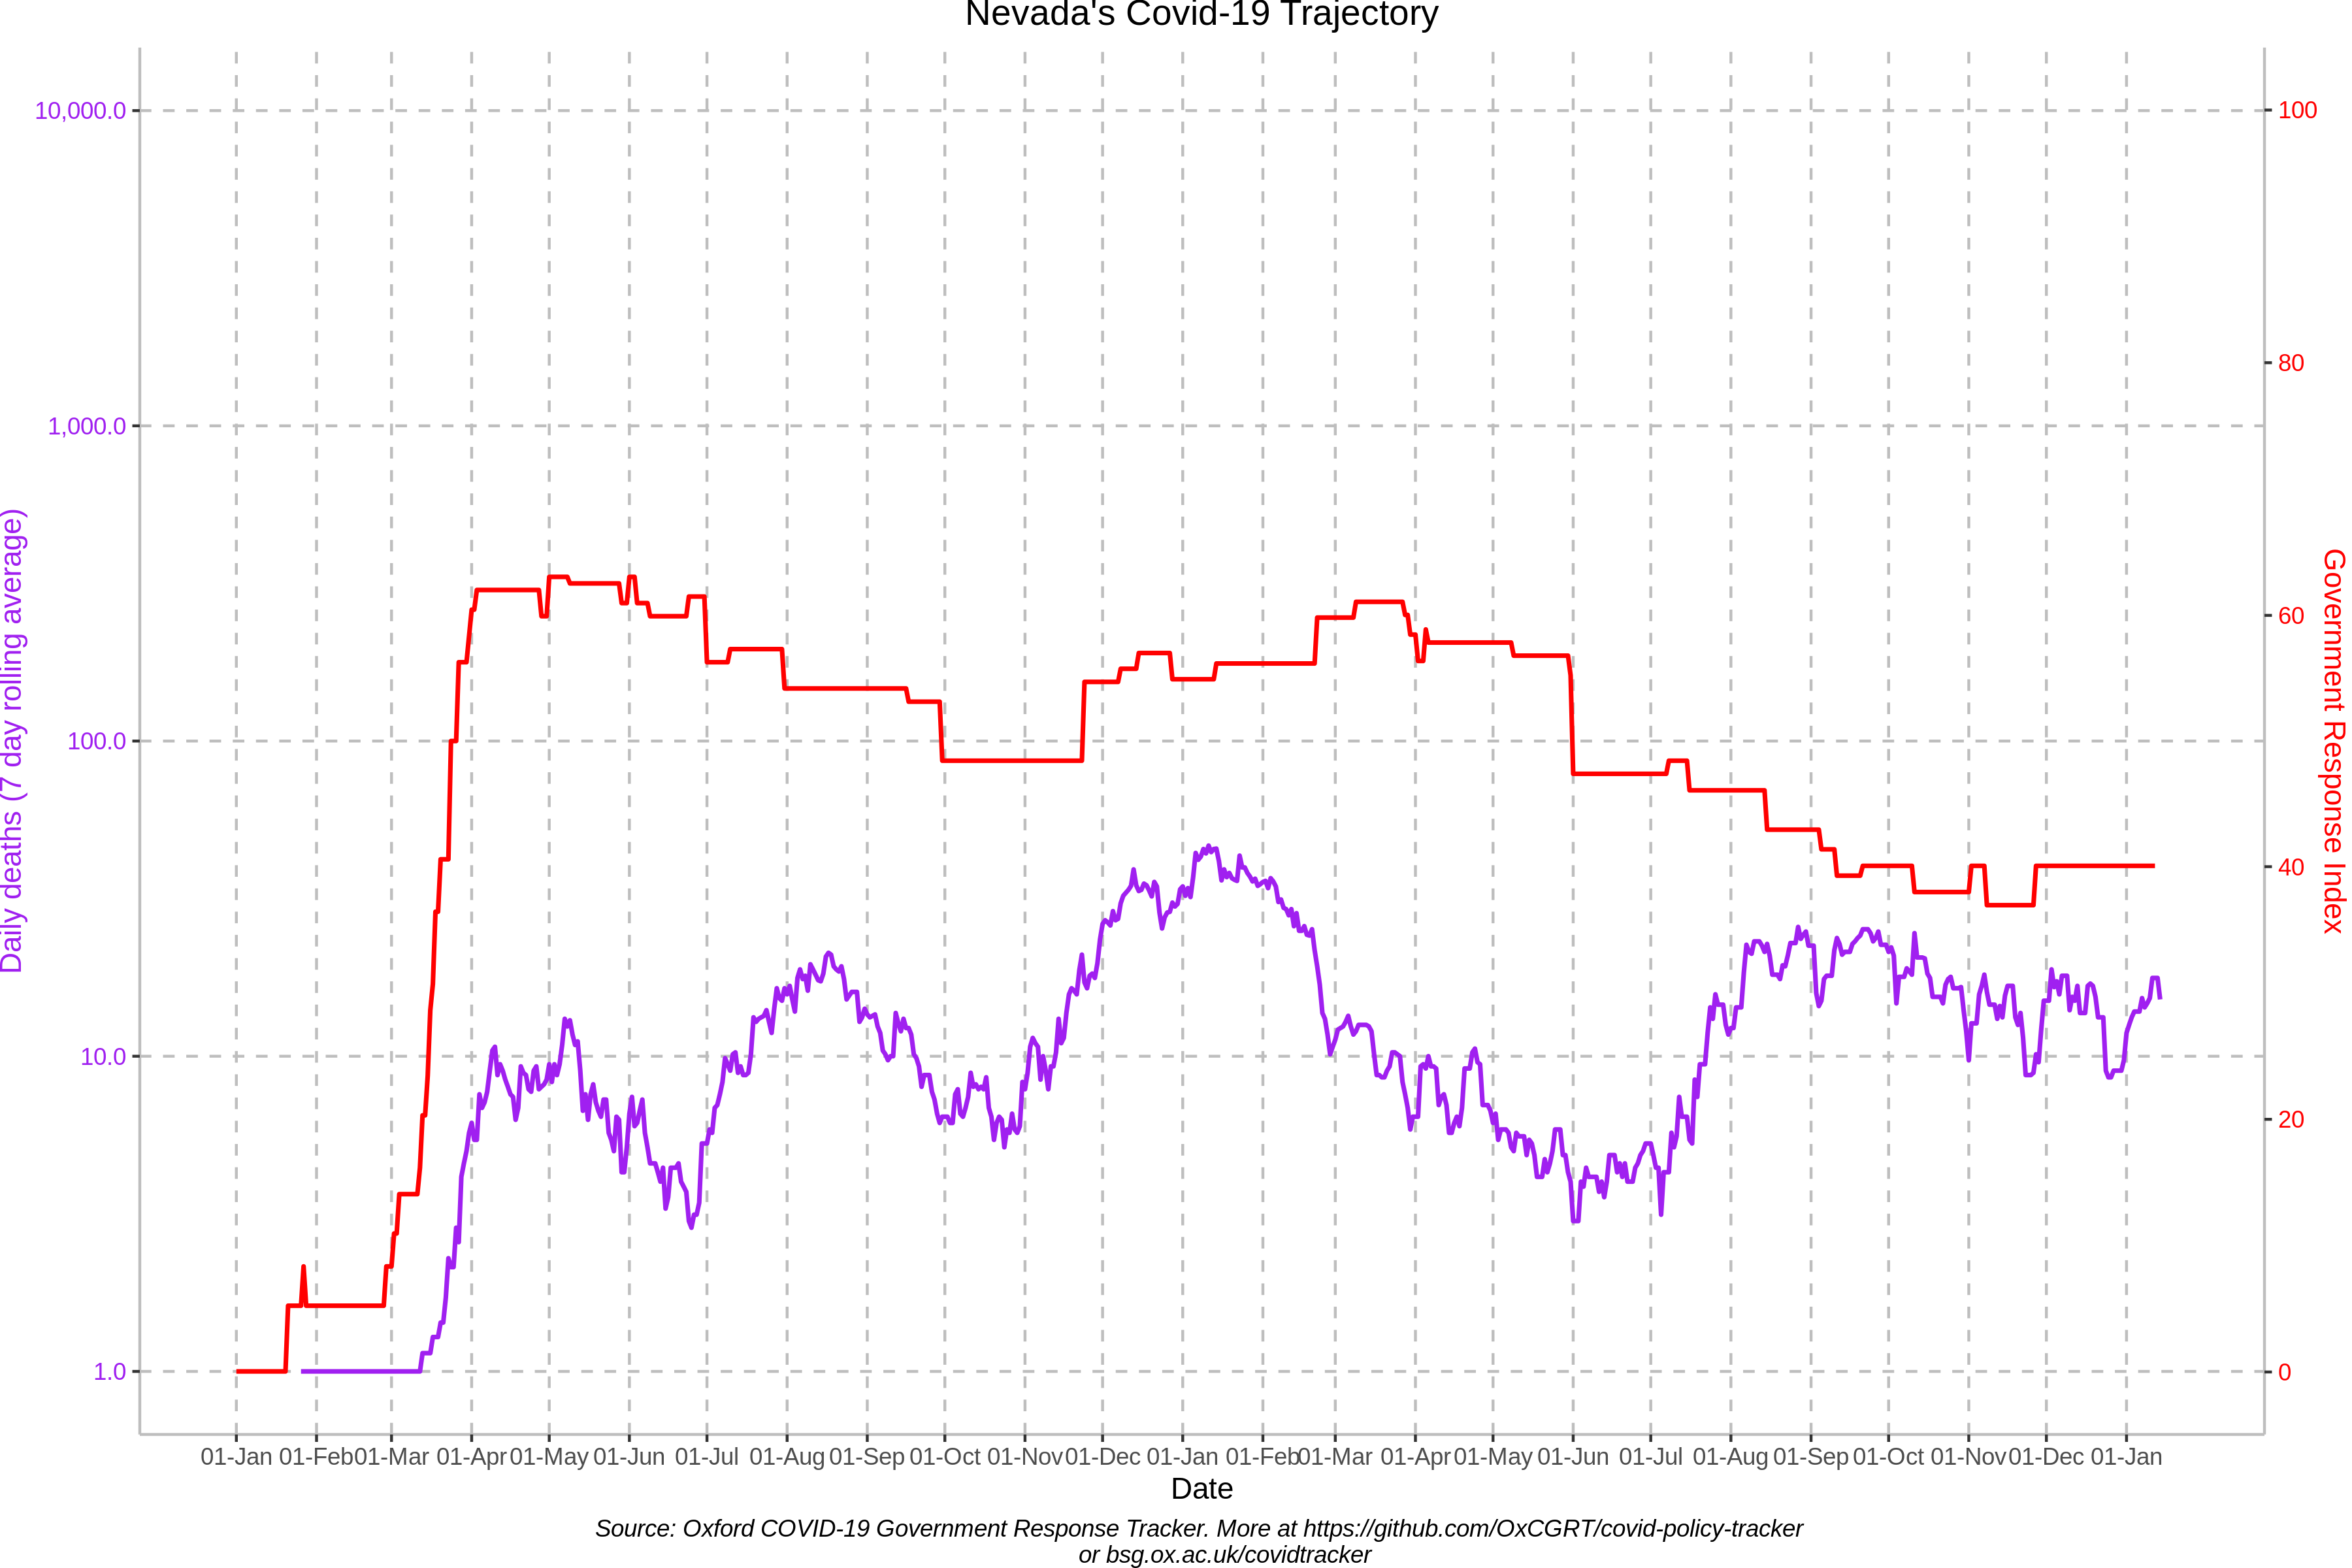 Nevada's Covid-19 Trajectory
10,000.0
1,000.0
100.0
10.0
1.0
Daily deaths (7 day rolling average)
100
80
60
40
20
0
Government Response Index
01-Jan 01-Feb 01-Mar 01-Apr 01-May 01-Jun 01-Jul 01-Aug 01-Sep 01-Oct 01-Nov 01-Dec 01-Jan 01-Feb 01-Mar 01-Apr 01-May 01-Jun 01-Jul 01-Aug 01-Sep 01-Oct 01-Nov 01-Dec 01-Jan
Date
Source: Oxford COVID-19 Government Response Tracker. More at https://github.com/OxCGRT/covid-policy-tracker
or bsg.ox.ac.uk/covidtracker